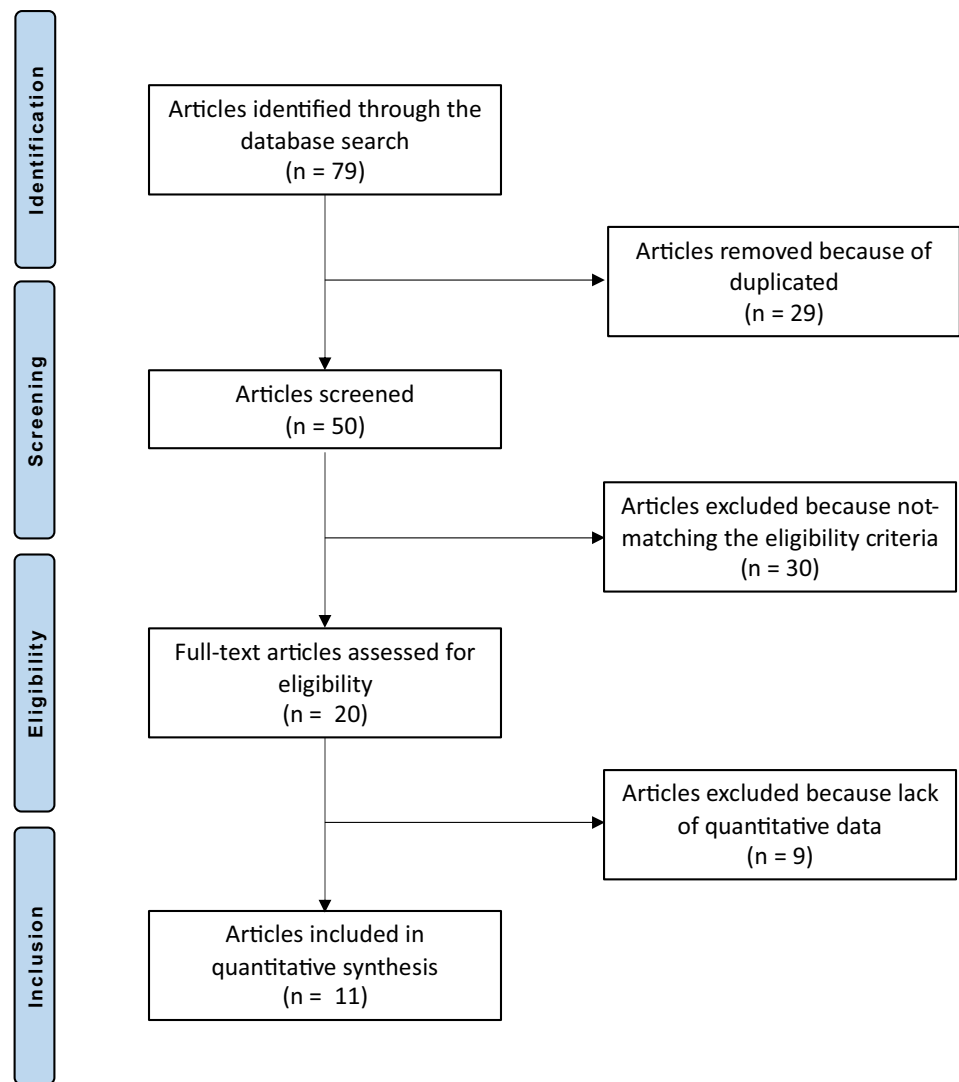 Identification
Articles identified through the
database search
(n = 79)
Articles removed because of
duplicated
(n = 29)
Screening
Articles screened
(n = 50)
Articles excluded because not-
matching the eligibility criteria
(n = 30)
Eligibility
Full-text articles assessed for
eligibility
(n =  20)
Articles excluded because lack
of quantitative data
(n = 9)
Inclusion
Articles included in
quantitative synthesis
(n =  11)